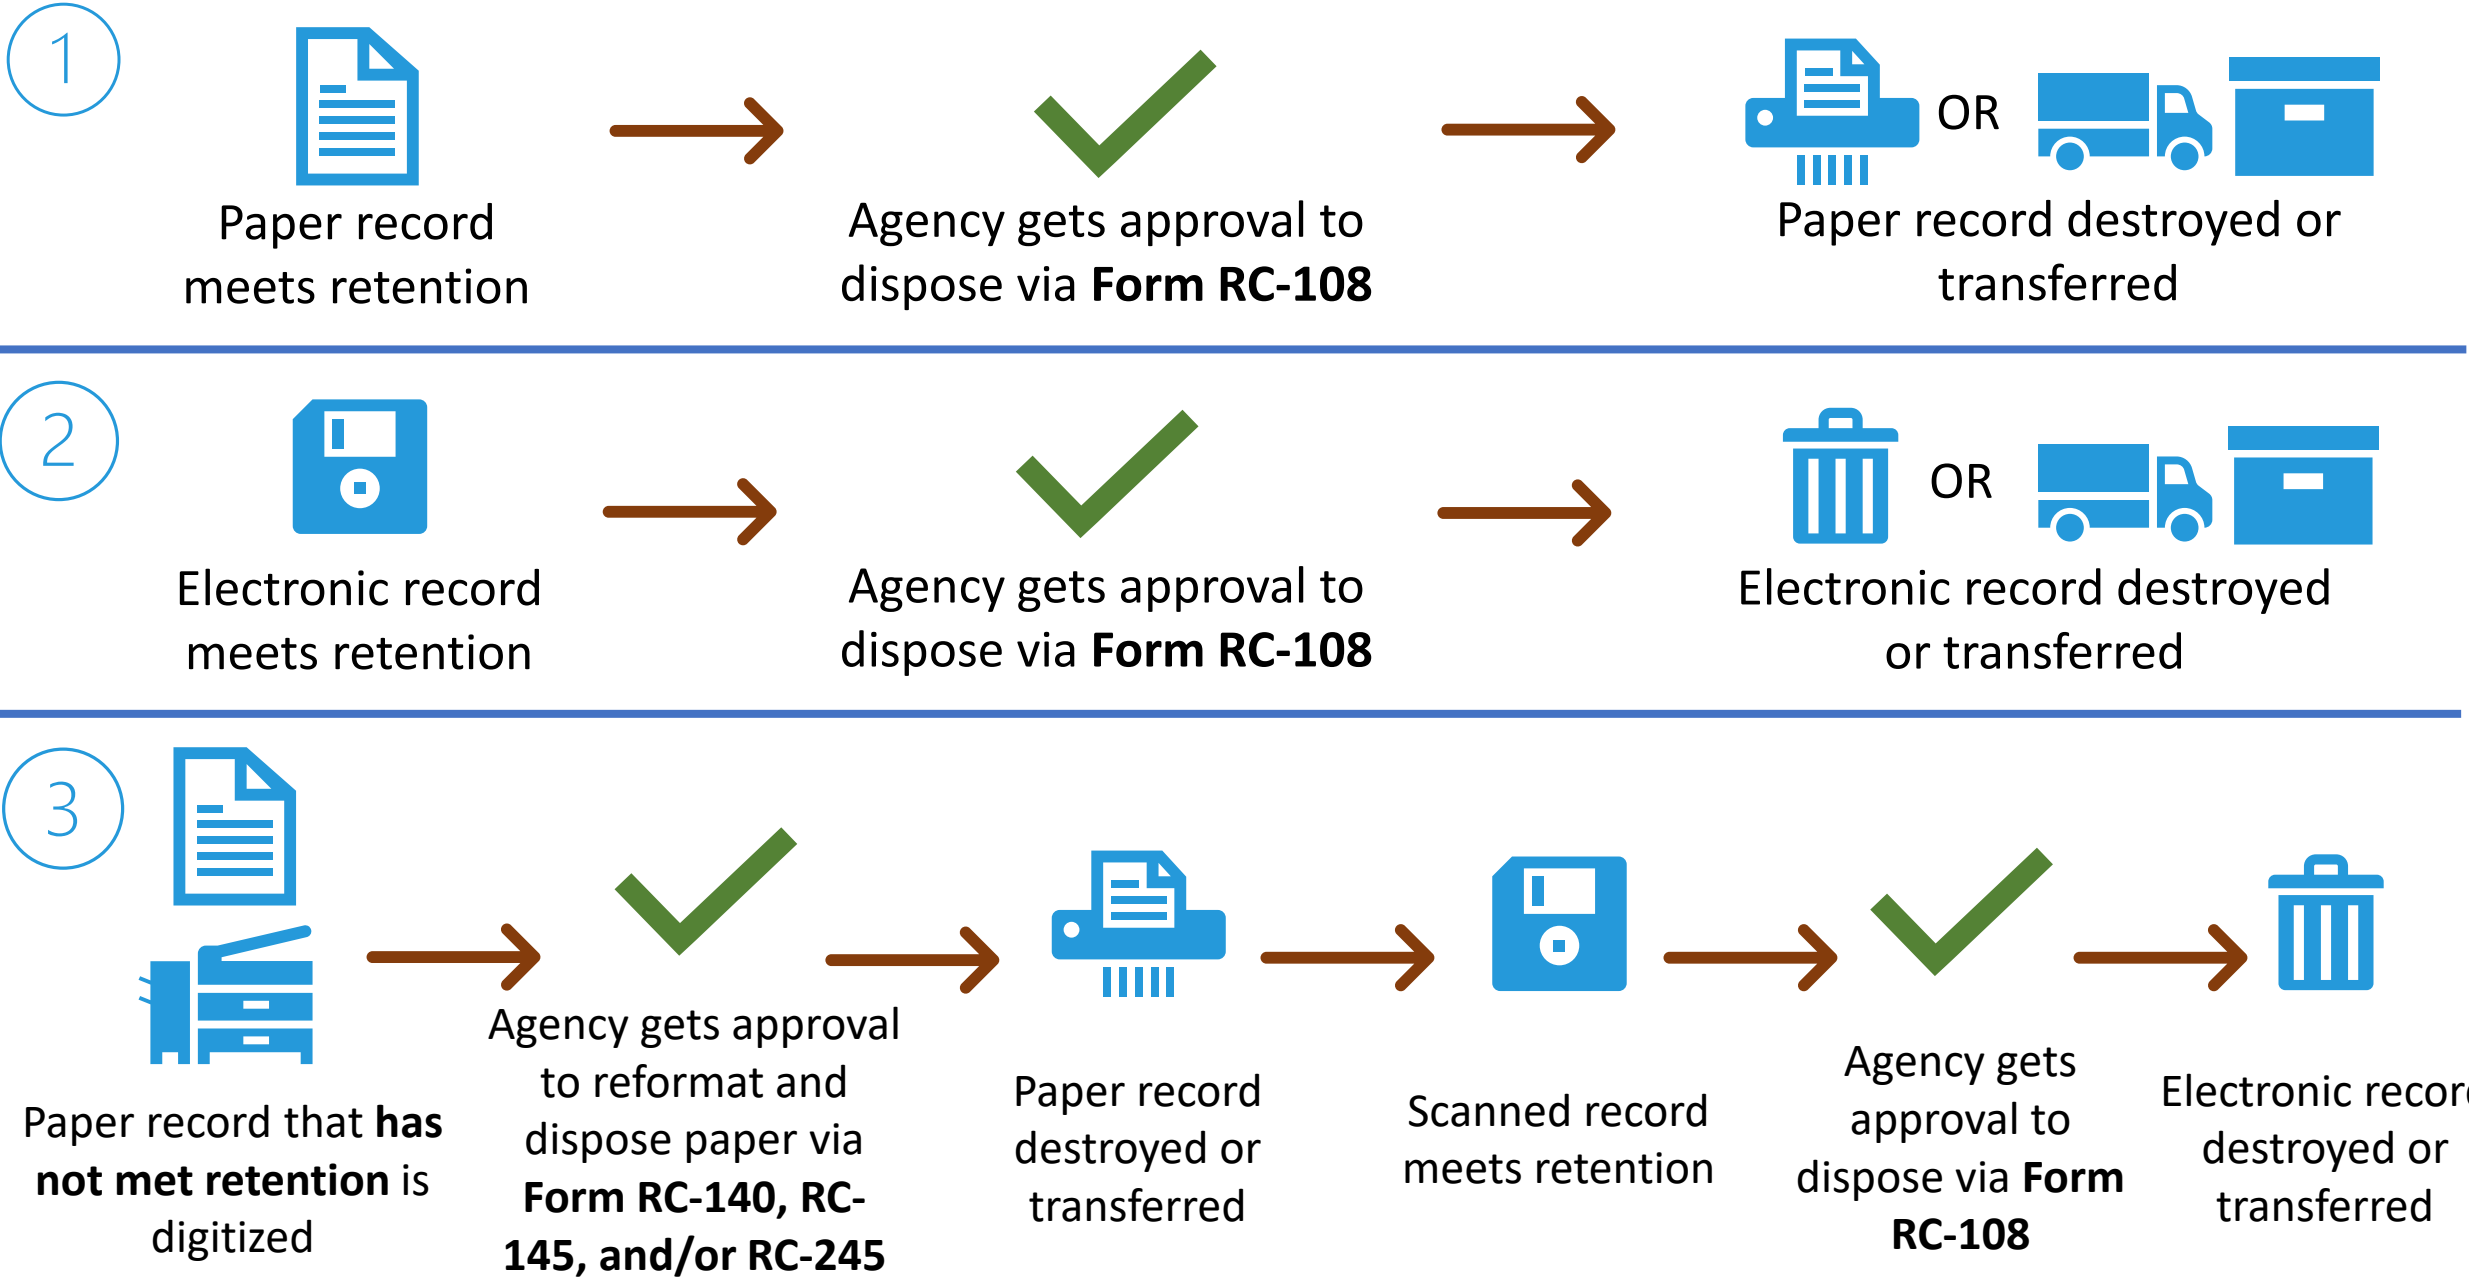 1
Paper record
meets retention
Agency gets approval to
dispose via Form RC-108
OR
Paper record destroyed or
transferred
2
Electronic record
meets retention
Agency gets approval to
dispose via Form RC-108
OR
Electronic record destroyed
or transferred
3
Paper record that has
not met retention is
digitized
Agency gets approval
to reformat and
dispose paper via
Form RC-140, RC-
145, and/or RC-245
Paper record
destroyed or
transferred
Scanned record
meets retention
Agency gets
approval to
dispose via Form
RC-108
Electronic record
destroyed or
transferred